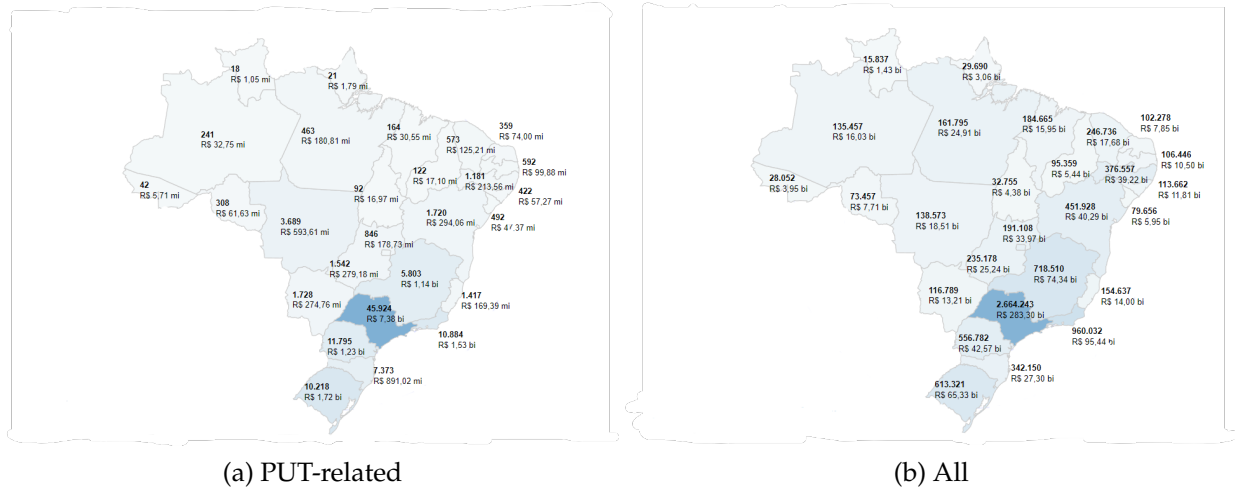 18
R$ 1,05 mi
21
R$ 1,79 mi
241
R$ 32,75 mi
463
R$ 180,81 mi
164
R$ 30,55 mi
573
R$ 125,21 mi
359
R$ 74,00 mi
592
R$ 99,88 mi
122
R$ 17,10 mi
1.181
R$ 213,56 mi
42
R$ 5,71 mi
92
R$ 16,97 mi
422
R$ 57,27 mi
308
R$ 61,63 mi
3.689
R$ 593,61 mi
1.720
R$ 294,06 mi
492
R$ 47,37 mi
846
R$ 178,73 mi
1.542
R$ 279,18 mi
5.803
R$ 1,14 bi
1.728
R$ 274,76 mi
45.924
R$ 7,38 bi
1.417
R$ 169,39 mi
10.884
R$ 1,53 bi
11.795
R$ 1,23 bi
7.373
R$ 891,02 mi
10.218
R$ 1,72 bi
(a) PUT-related
15.837
R$ 1,43 bi
29.690
R$ 3,06 bi
135.457
R$ 16,03 bi
161.795
R$ 24,91 bi
184.665
R$ 15,95 bi
246.736
R$ 17,68 bi
102.278
R$ 7,85 bi
106.446
R$ 10,50 bi
95.359
R$ 5,44 bi
376.557
R$ 39,22 bi
28.052
R$ 3,95 bi
32.755
R$ 4,38 bi
113.662
R$ 11,81 bi
73.457
R$ 7,71 bi
138.573
R$ 18,51 bi
451.928
R$ 40,29 bi
79.656
R$ 5,95 bi
191.108
R$ 33,97 bi
235.178
R$ 25,24 bi
718.510
R$ 74,34 bi
116.789
R$ 13,21 bi
2.664.243
R$ 283,30 bi
154.637
R$ 14,00 bi
960.032
R$ 95,44 bi
556.782
R$ 42,57 bi
342.150
R$ 27,30 bi
613.321
R$ 65,33 bi
(b) All